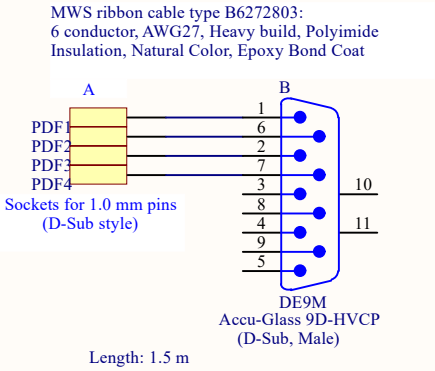 MWS ribbon cable type B6272803:
6 conductor, AWG27, Heavy build, Polyimide
Insulation, Natural Color, Epoxy Bond Coat
A
B
PDF1
PDF2
PDF3
PDF4
Sockets for 1.0 mm pins
(D-Sub style)
1
6
2
7
3
8
4
9
5
10
11
DE9M
Accu-Glass 9D-HVCP
(D-Sub, Male)
Length: 1.5 m